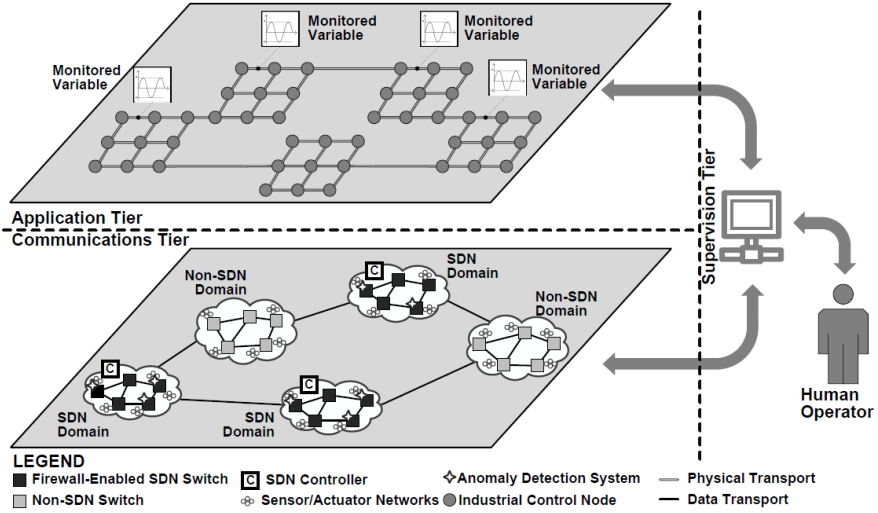 Monitored
Variable
Monitored
Variable
Monitored
Variable
Monitored
Variable
Application Tier
Communications Tier
Supervision Tier
SDN
Domain
Non-SDN
Domain
Non-SDN
Domain
SDN
Domain
SDN
Domain
C
C
C
Human
Operator
LEGEND
Firewall-Enabled SDN Switch
C SDN Controller
Anomaly Detection System
Physical Transport
Non-SDN Switch
Sensor/Actuator Networks
Industrial Control Node
Data Transport